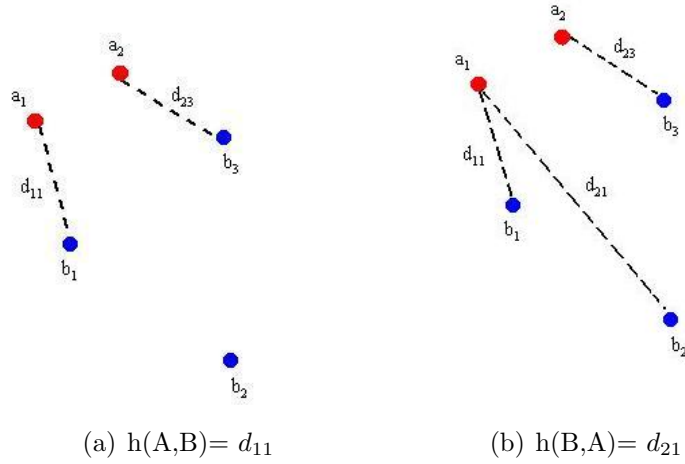 a₂
a₁
d₂₃
b₃
d₁₁
b₁
b₂
(a) h(A,B)= d₁₁
a₂
d₂₃
a₁
b₃
d₁₁
d₂₁
b₁
b₂
(b) h(B,A)= d₂₁